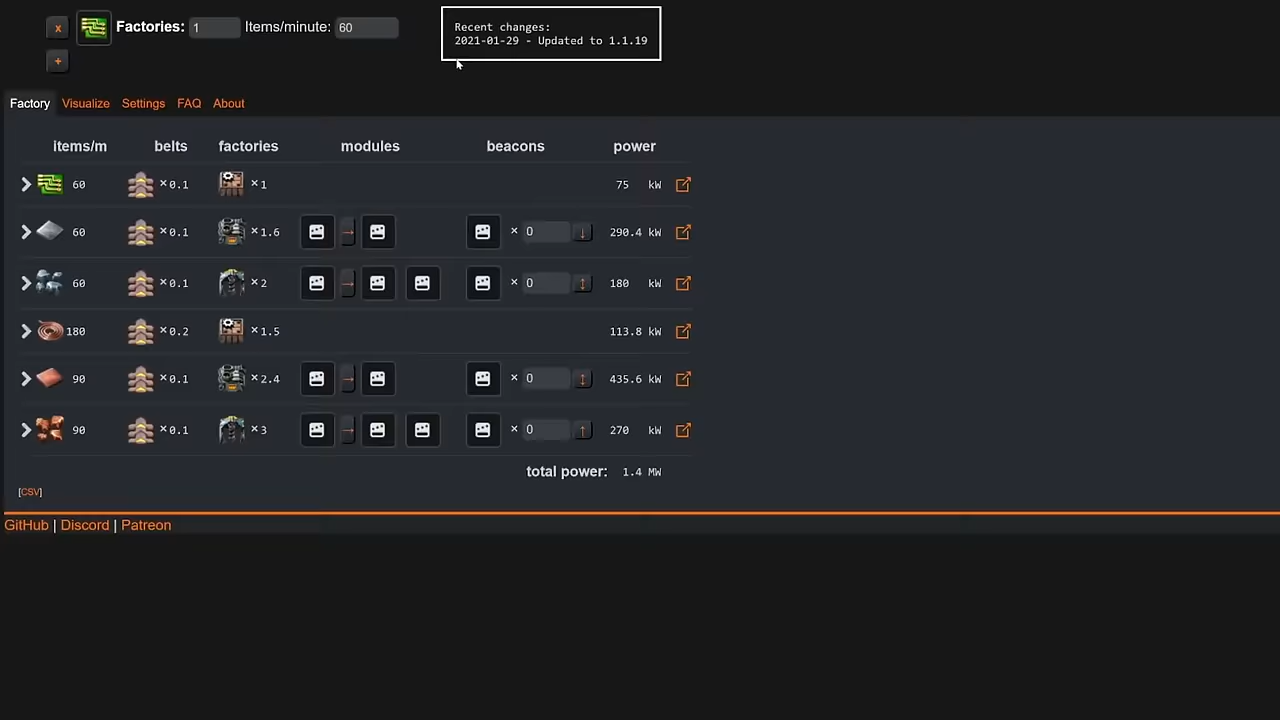 x Factories: 1 Items/minute: 60
Recent changes:
2021-01-29 - Updated to 1.1.19
+
Factory Visualize Settings FAQ About
items/m belts factories modules beacons power
60 ×0.1 ×1 75 kW
60 ×0.1 ×1.6 → × 0 ↓ 290.4 kW
60 ×0.1 ×2 → × 0 ↕ 180 kW
180 ×0.2 ×1.5 113.8 kW
90 ×0.1 ×2.4 → × 0 ↕ 435.6 kW
90 ×0.1 ×3 → × 0 ↑ 270 kW
total power: 1.4 MW
[CSV]
GitHub | Discord | Patreon